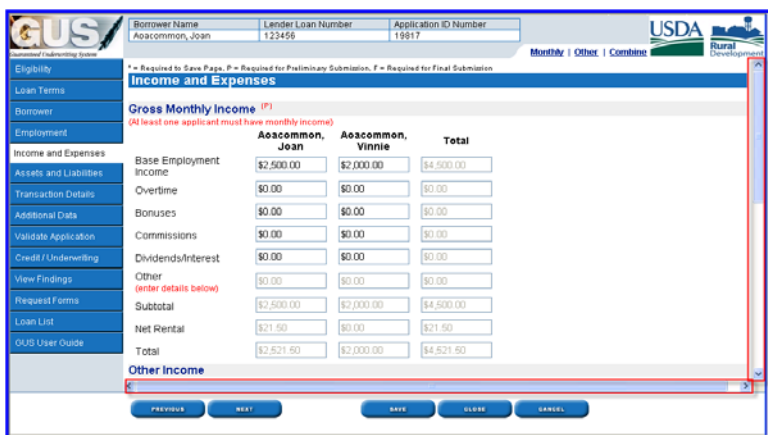 GUS
Guaranteed Underwriting System
Borrower Name Lender Loan Number Application ID Number
Aoacommon, Joan 123456 19817
USDA
Rural
Development
Monthly | Other | Combine
* = Required to Save Page, P = Required for Preliminary Submission, F = Required for Final Submission
Eligibility
Loan Terms
Borrower
Employment
Income and Expenses
Assets and Liabilities
Transaction Details
Additional Data
Validate Application
Credit / Underwriting
View Findings
Request Forms
Loan List
GUS User Guide
Income and Expenses
Gross Monthly Income (P)
(At least one applicant must have monthly income)
Aoacommon, Joan Aoacommon, Vinnie Total
Base Employment Income $2,500.00 $2,000.00 $4,500.00
Overtime $0.00 $0.00 $0.00
Bonuses $0.00 $0.00 $0.00
Commissions $0.00 $0.00 $0.00
Dividends/Interest $0.00 $0.00 $0.00
Other (enter details below) $0.00 $0.00 $0.00
Subtotal $2,500.00 $2,000.00 $4,500.00
Net Rental $21.50 $0.00 $21.50
Total $2,521.50 $2,000.00 $4,521.50
Other Income
PREVIOUS NEXT SAVE CLOSE CANCEL